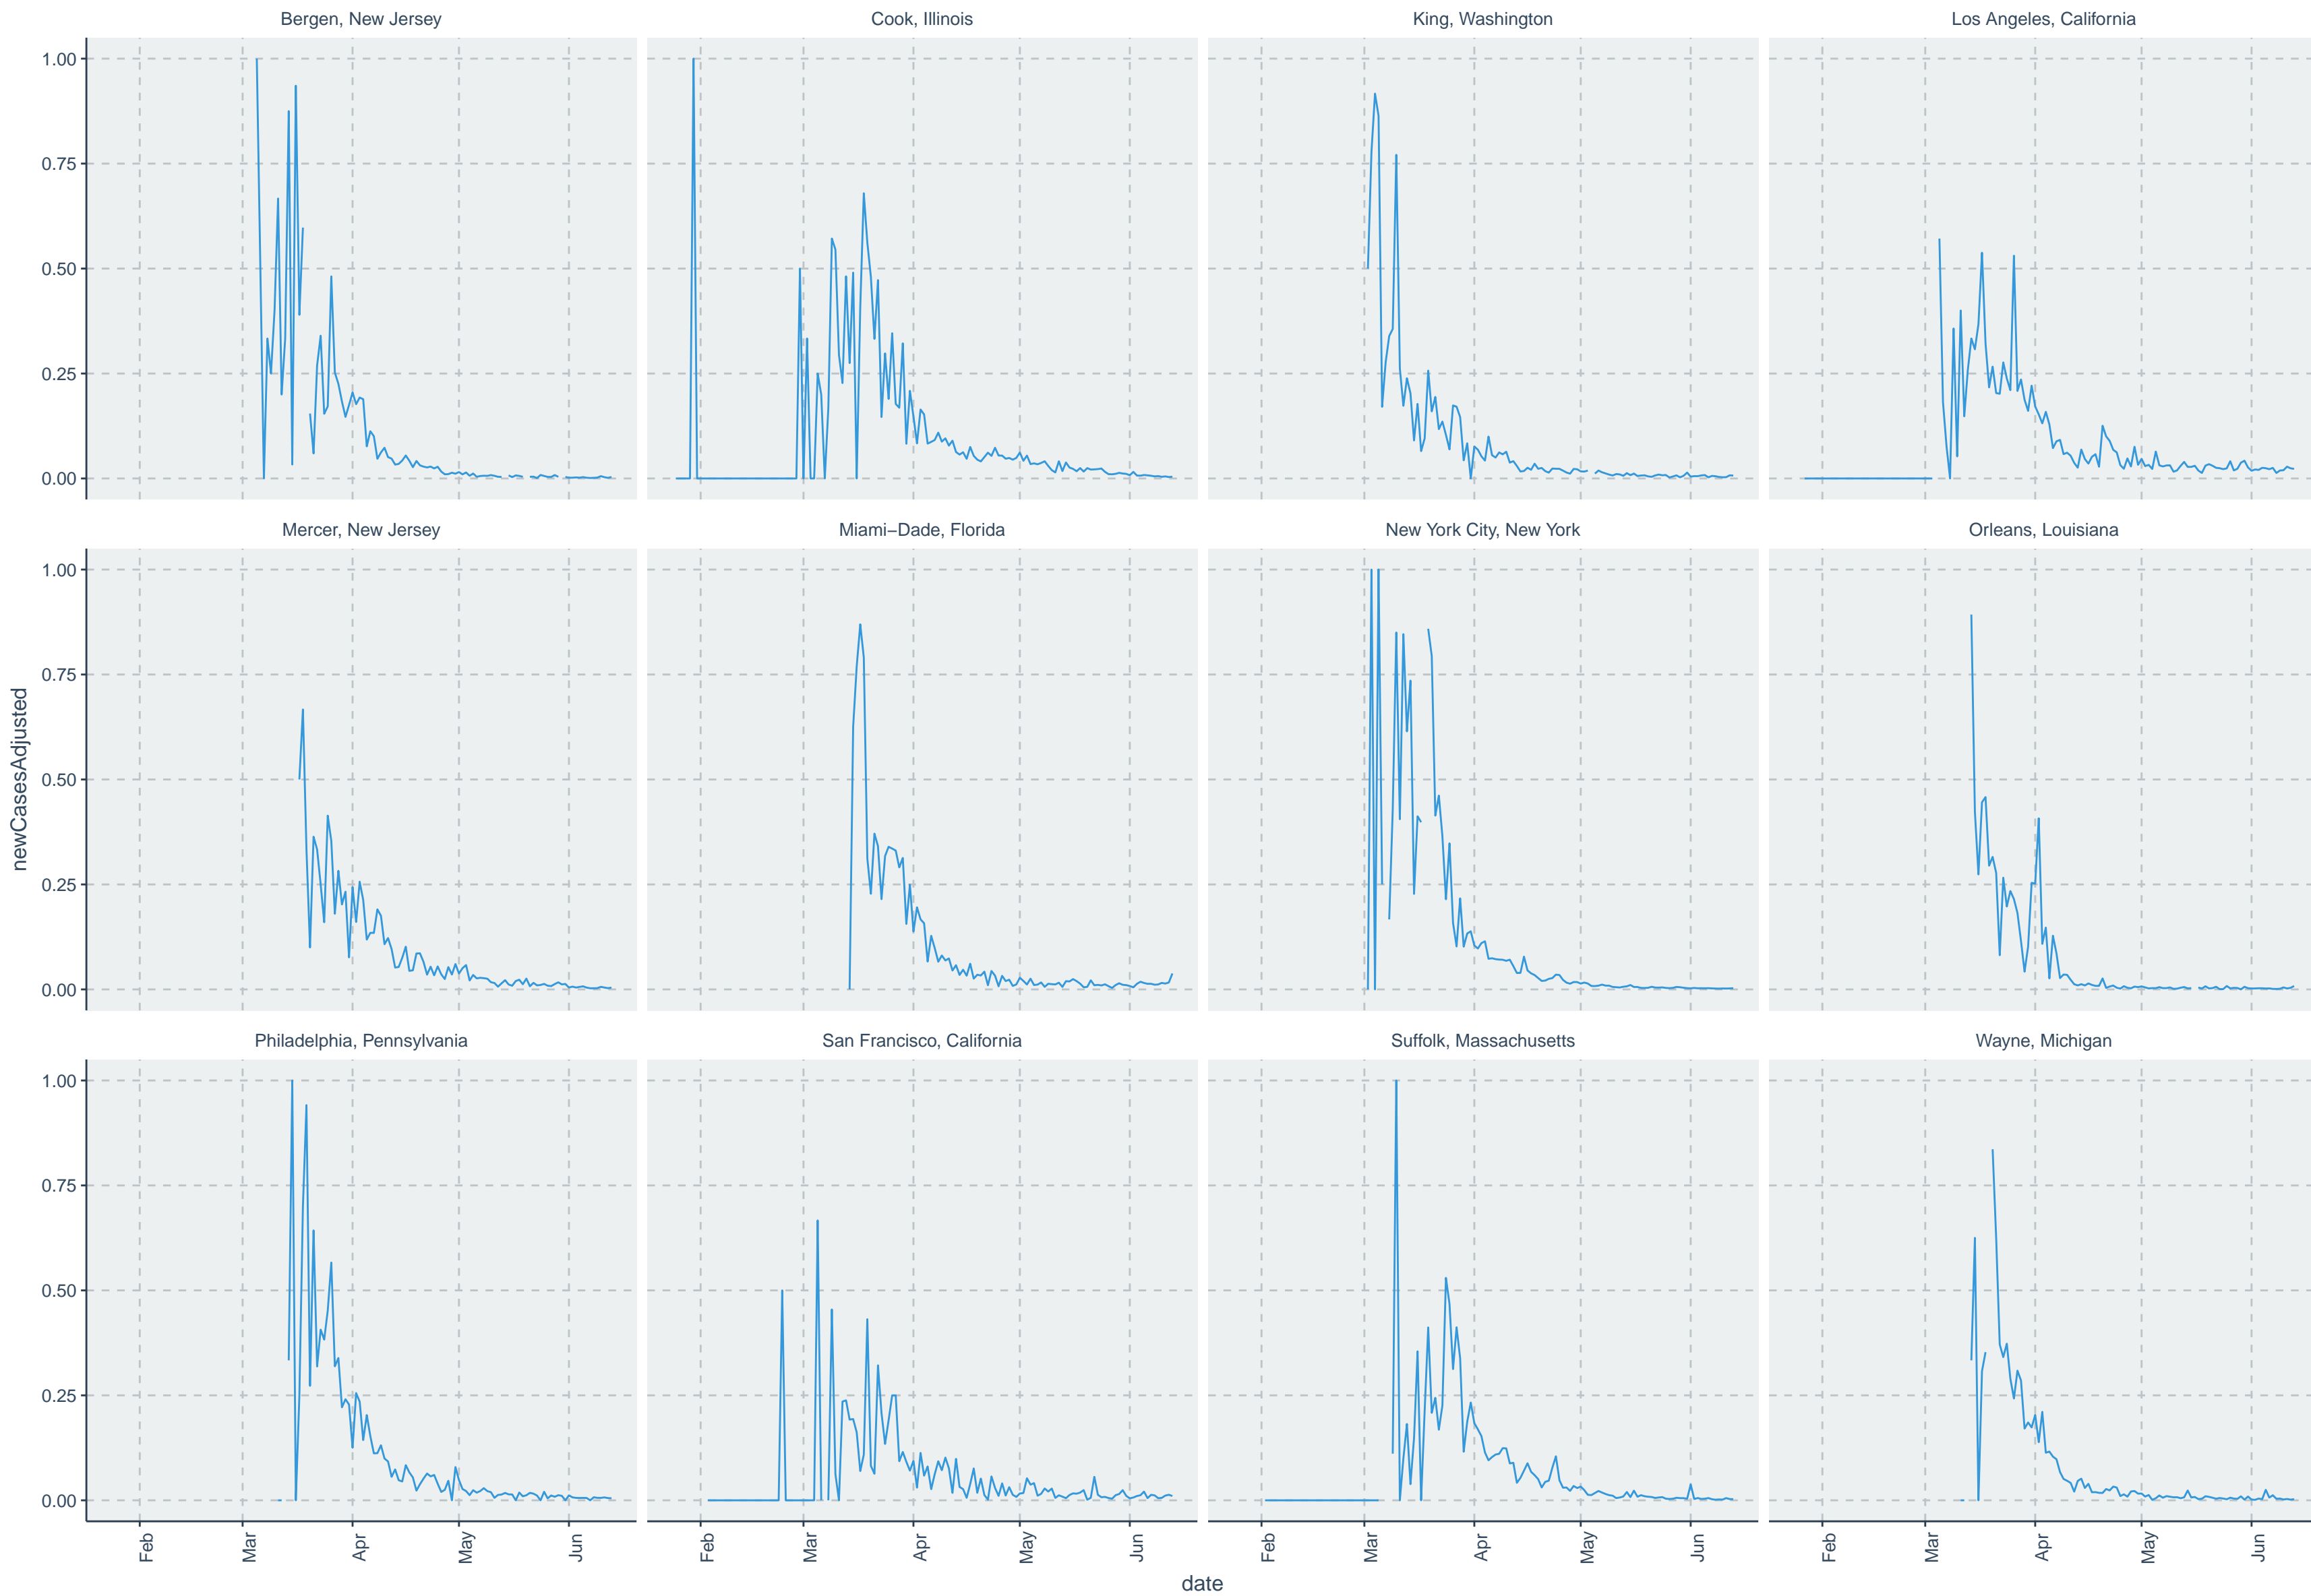 Bergen, New Jersey Cook, Illinois King, Washington Los Angeles, California
1.00
0.75
0.50
0.25
0.00
Mercer, New Jersey Miami−Dade, Florida New York City, New York Orleans, Louisiana
1.00
0.75
0.50
0.25
0.00
newCasesAdjusted
Philadelphia, Pennsylvania San Francisco, California Suffolk, Massachusetts Wayne, Michigan
1.00
0.75
0.50
0.25
0.00
Feb Mar Apr May Jun Feb Mar Apr May Jun Feb Mar Apr May Jun Feb Mar Apr May Jun
date